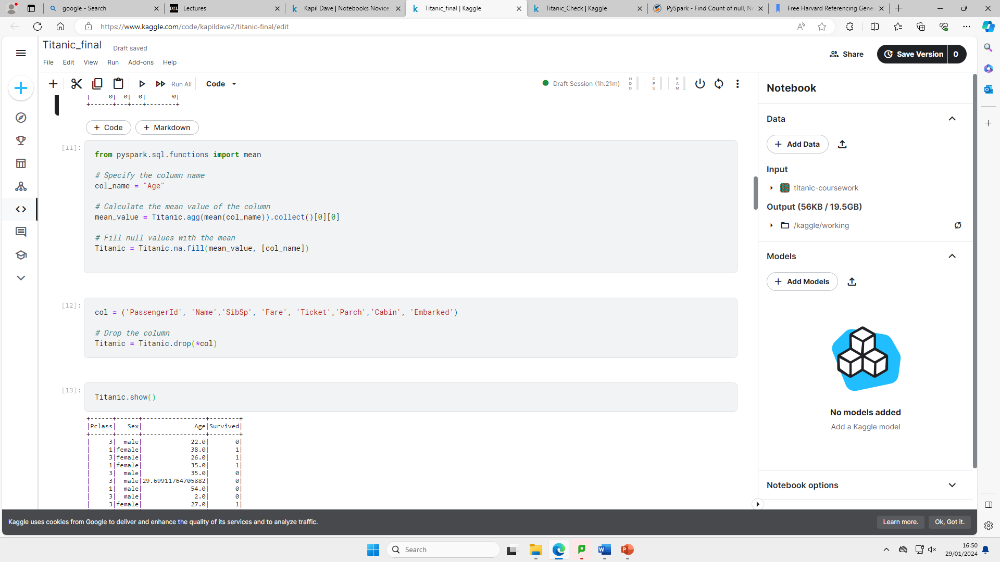 google - Search
Lectures
Kapil Dave | Notebooks Novice
Titanic_final | Kaggle
Titanic_Check | Kaggle
PySpark - Find Count of null, No
Free Harvard Referencing Gene
https://www.kaggle.com/code/kapildave2/titanic-final/edit
Titanic_final
Draft saved
File Edit View Run Add-ons Help
Share
Save Version 0
Run All
Code
Draft Session (1h:21m)
HDD
CPU
RAM
| 0| 0| 0| 0|
+------+---+---+--------+
+ Code
+ Markdown
[11]:
from pyspark.sql.functions import mean
# Specify the column name
col_name = "Age"
# Calculate the mean value of the column
mean_value = Titanic.agg(mean(col_name)).collect()[0][0]
# Fill null values with the mean
Titanic = Titanic.na.fill(mean_value, [col_name])
[12]:
col = ('PassengerId', 'Name','SibSp', 'Fare', 'Ticket','Parch','Cabin', 'Embarked')
# Drop the column
Titanic = Titanic.drop(*col)
[13]:
Titanic.show()
+------+------+-----------------+--------+
|Pclass|   Sex|              Age|Survived|
+------+------+-----------------+--------+
|     3|  male|             22.0|       0|
|     1|female|             38.0|       1|
|     3|female|             26.0|       1|
|     1|female|             35.0|       1|
|     3|  male|             35.0|       0|
|     3|  male|29.69911764705882|       0|
|     1|  male|             54.0|       0|
|     3|  male|              2.0|       0|
|     3|female|             27.0|       1|
Notebook
Data
+ Add Data
Input
titanic-coursework
Output (56KB / 19.5GB)
/kaggle/working
Models
+ Add Models
No models added
Add a Kaggle model
Notebook options
Kaggle uses cookies from Google to deliver and enhance the quality of its services and to analyze traffic.
Learn more.
Ok, Got it.
Search
16:50
29/01/2024